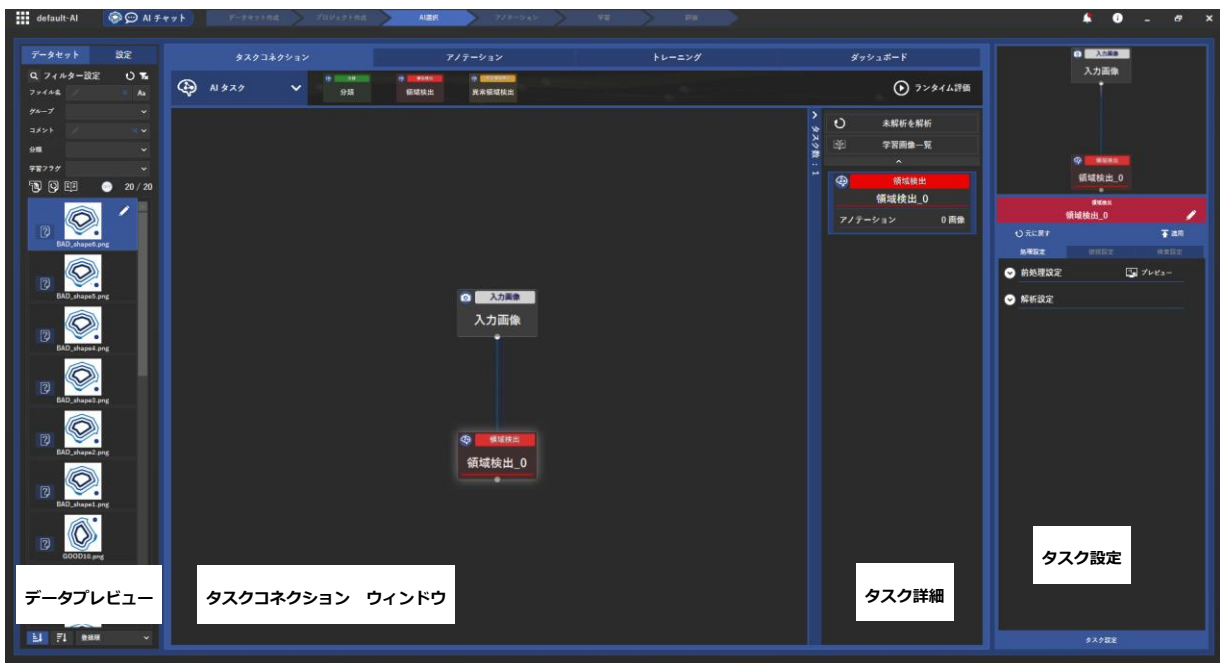 default-AI
AI チャット
データセット作成
プロジェクト作成
AI選択
アノテーション
学習
評価
データセット
設定
フィルター設定
ファイル名
Aa
グループ
コメント
分類
学習フラグ
20 / 20
BAD_shape6.png
BAD_shape5.png
BAD_shape4.png
BAD_shape3.png
BAD_shape2.png
BAD_shape1.png
GOOD10.png
データプレビュー
登録順
タスクコネクション
アノテーション
トレーニング
ダッシュボード
AI タスク
分類
分類
領域検出
領域検出
異常領域検出
ランタイム評価
入力画像
入力画像
領域検出
領域検出_0
タスクコネクション ウィンドウ
タスク数 : 1
未解析を解析
学習画像一覧
領域検出
領域検出_0
アノテーション 0 画像
タスク詳細
入力画像
入力画像
領域検出
領域検出_0
領域検出
領域検出_0
元に戻す
適用
処理設定
検査設定
前処理設定
プレビュー
解析設定
タスク設定
タスク設定